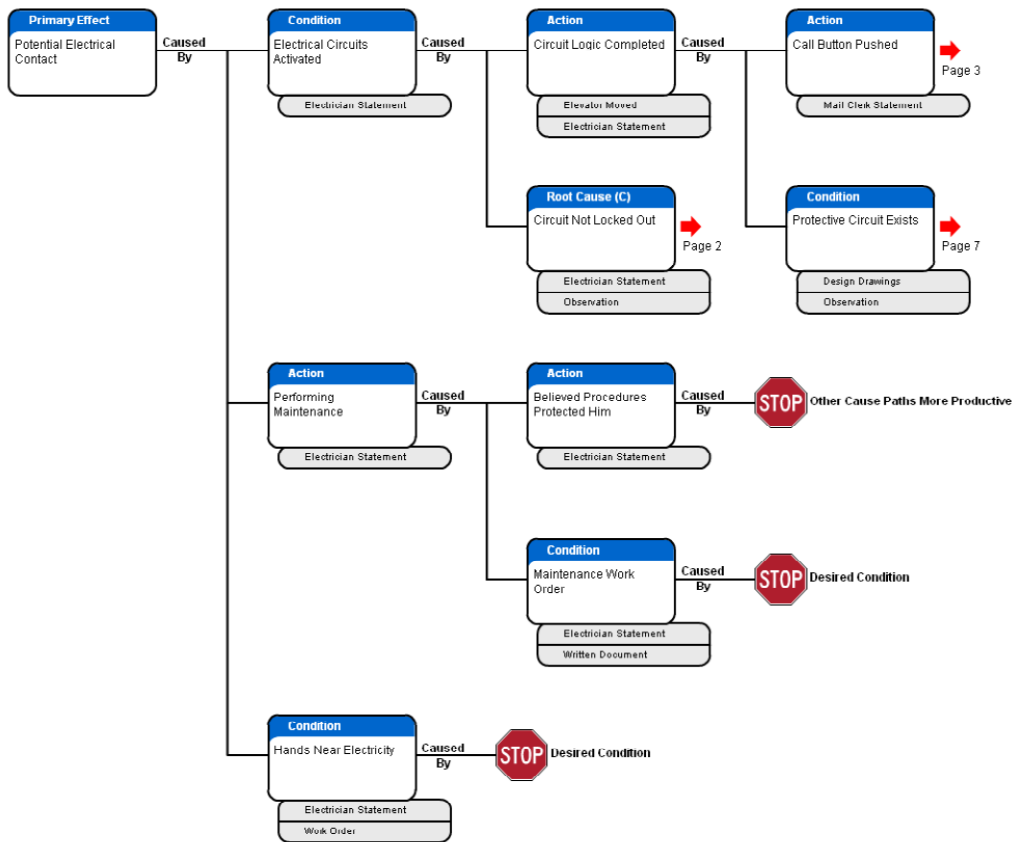 Primary Effect
Potential Electrical
Contact
Caused
By
Condition
Electrical Circuits
Activated
Electrician Statement
Caused
By
Action
Circuit Logic Completed
Elevator Moved
Electrician Statement
Caused
By
Action
Call Button Pushed
Mail Clerk Statement
Page 3
Root Cause (C)
Circuit Not Locked Out
Electrician Statement
Observation
Page 2
Condition
Protective Circuit Exists
Design Drawings
Observation
Page 7
Action
Performing
Maintenance
Electrician Statement
Caused
By
Action
Believed Procedures
Protected Him
Electrician Statement
Caused
By
STOP
Other Cause Paths More Productive
Condition
Maintenance Work
Order
Electrician Statement
Written Document
Caused
By
STOP
Desired Condition
Condition
Hands Near Electricity
Electrician Statement
Work Order
Caused
By
STOP
Desired Condition